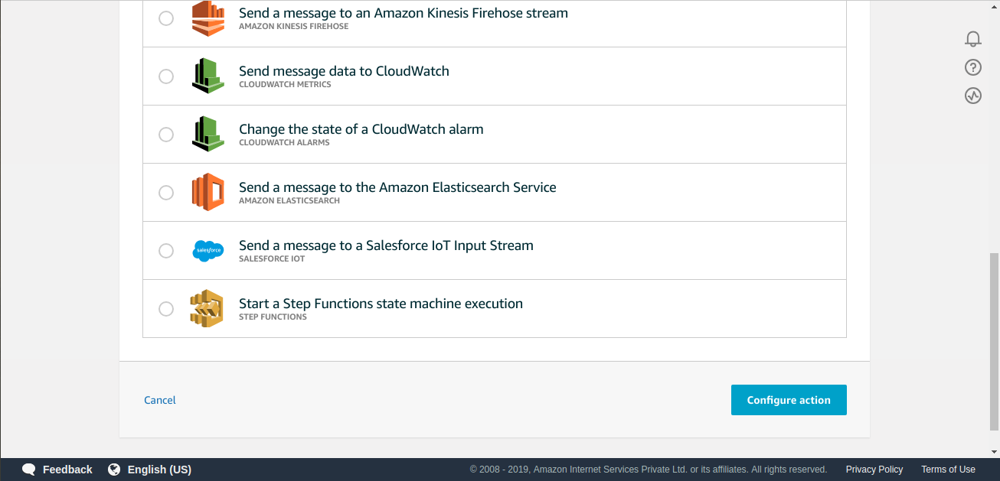 Send a message to an Amazon Kinesis Firehose stream
AMAZON KINESIS FIREHOSE
Send message data to CloudWatch
CLOUDWATCH METRICS
Change the state of a CloudWatch alarm
CLOUDWATCH ALARMS
Send a message to the Amazon Elasticsearch Service
AMAZON ELASTICSEARCH
salesforce
Send a message to a Salesforce IoT Input Stream
SALESFORCE IOT
Start a Step Functions state machine execution
STEP FUNCTIONS
Cancel
Configure action
Feedback
English (US)
© 2008 - 2019, Amazon Internet Services Private Ltd. or its affiliates. All rights reserved.
Privacy Policy
Terms of Use